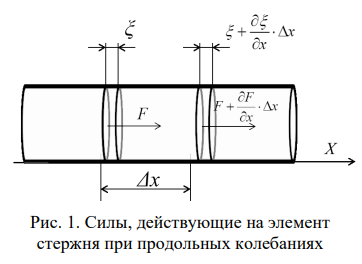 ξ
ξ + ∂ξ/∂x · Δx
F
F + ∂F/∂x · Δx
X
Δx
Рис. 1. Силы, действующие на элемент
стержня при продольных колебаниях